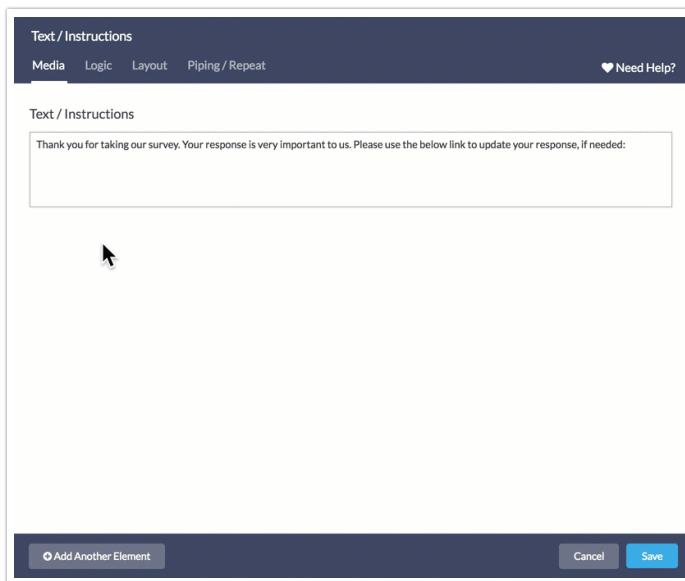 Text / Instructions
Media Logic Layout Piping / Repeat
Need Help?
Text / Instructions
Thank you for taking our survey. Your response is very important to us. Please use the below link to update your response, if needed:
Add Another Element
Cancel
Save